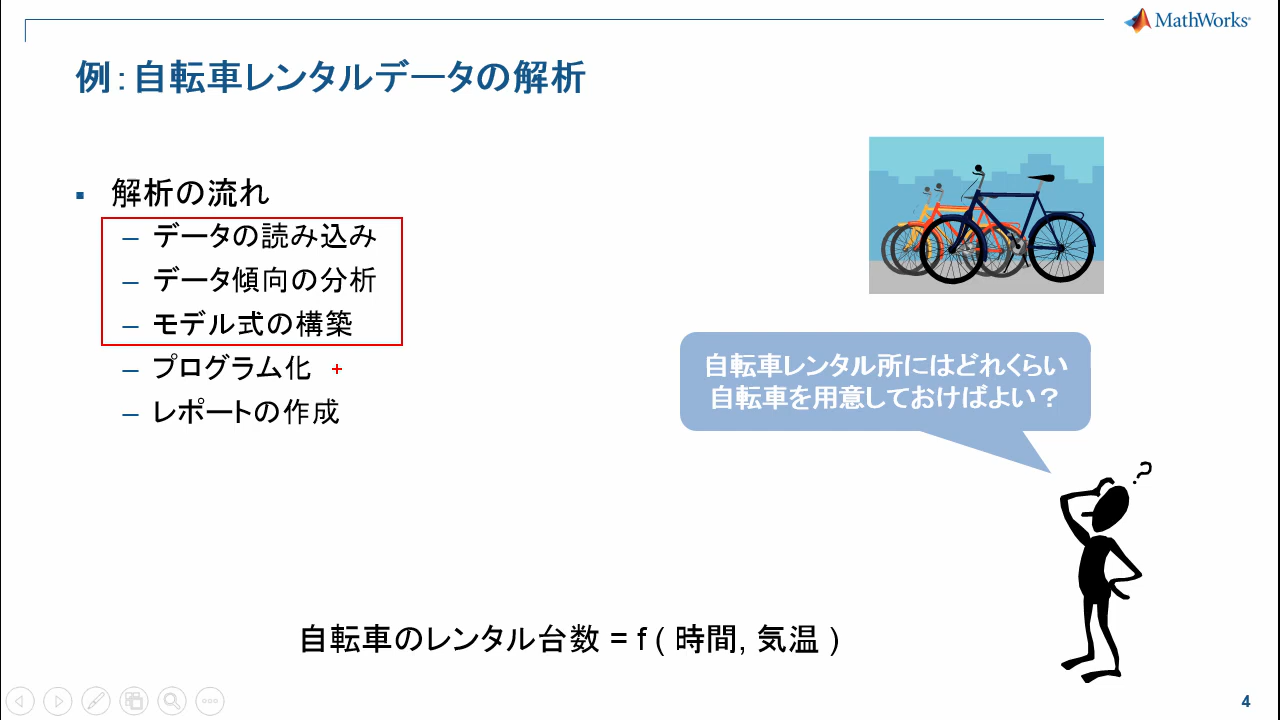 MathWorks®
例:自転車レンタルデータの解析
▪ 解析の流れ
– データの読み込み
– データ傾向の分析
– モデル式の構築
– プログラム化
– レポートの作成
自転車レンタル所にはどれくらい
自転車を用意しておけばよい？
?
自転車のレンタル台数 = f ( 時間, 気温 )
4